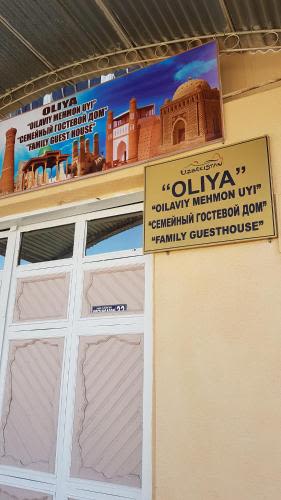 OLIYA
"OILAVIY MEHMON UYI"
"СЕМЕЙНЫЙ ГОСТЕВОЙ ДОМ"
"FAMILY GUEST HOUSE"
UZBEKISTAN
"OLIYA"
"OILAVIY MEHMON UYI"
"СЕМЕЙНЫЙ ГОСТЕВОЙ ДОМ"
"FAMILY GUESTHOUSE"
22